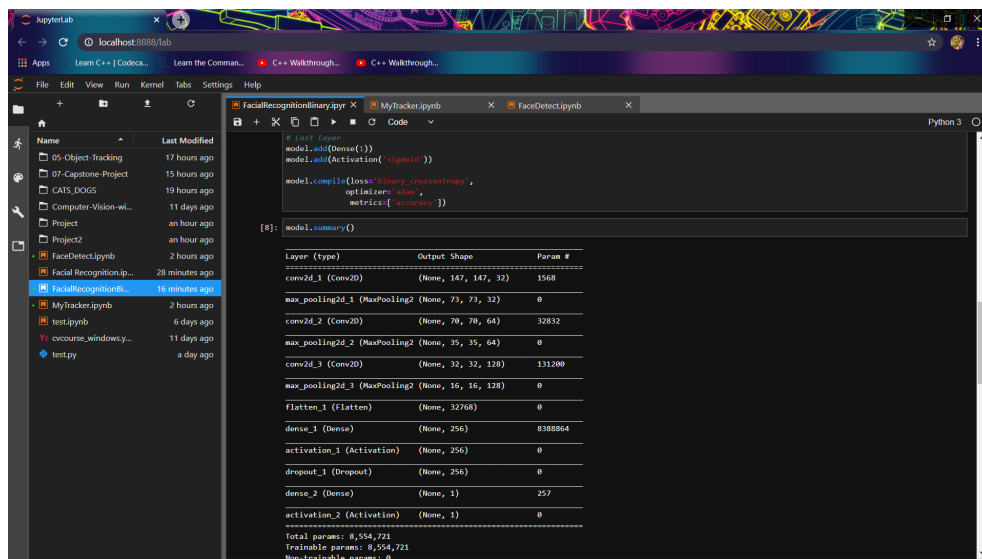 JupyterLab
localhost:8888/lab
Apps Learn C++ | Codeca... Learn the Comman... C++ Walkthrough... C++ Walkthrough...
File Edit View Run Kernel Tabs Settings Help
FacialRecognitionBinary.ipyr MyTracker.ipynb FaceDetect.ipynb
Code Python 3
Name Last Modified
05-Object-Tracking 17 hours ago
07-Capstone-Project 15 hours ago
CATS_DOGS 19 hours ago
Computer-Vision-wi... 11 days ago
Project an hour ago
Project2 an hour ago
FaceDetect.ipynb 2 hours ago
Facial Recognition.ip... 28 minutes ago
FacialRecognitionBi... 16 minutes ago
MyTracker.ipynb 2 hours ago
test.ipynb 6 days ago
cvcourse_windows.y... 11 days ago
test.py a day ago
# Last Layer
model.add(Dense(1))
model.add(Activation('sigmoid'))
model.compile(loss='binary_crossentropy',
optimizer='adam',
metrics=['accuracy'])
[8]: model.summary()
Layer (type) Output Shape Param #
conv2d_1 (Conv2D) (None, 147, 147, 32) 1568
max_pooling2d_1 (MaxPooling2 (None, 73, 73, 32) 0
conv2d_2 (Conv2D) (None, 70, 70, 64) 32832
max_pooling2d_2 (MaxPooling2 (None, 35, 35, 64) 0
conv2d_3 (Conv2D) (None, 32, 32, 128) 131200
max_pooling2d_3 (MaxPooling2 (None, 16, 16, 128) 0
flatten_1 (Flatten) (None, 32768) 0
dense_1 (Dense) (None, 256) 8388864
activation_1 (Activation) (None, 256) 0
dropout_1 (Dropout) (None, 256) 0
dense_2 (Dense) (None, 1) 257
activation_2 (Activation) (None, 1) 0
Total params: 8,554,721
Trainable params: 8,554,721
Non-trainable params: 0